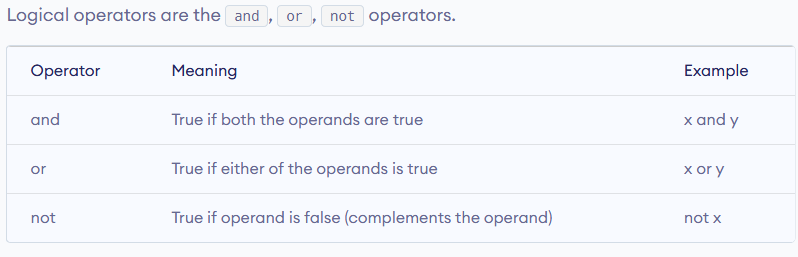 Logical operators are the and, or, not operators.
Operator Meaning Example
and True if both the operands are true x and y
or True if either of the operands is true x or y
not True if operand is false (complements the operand) not x